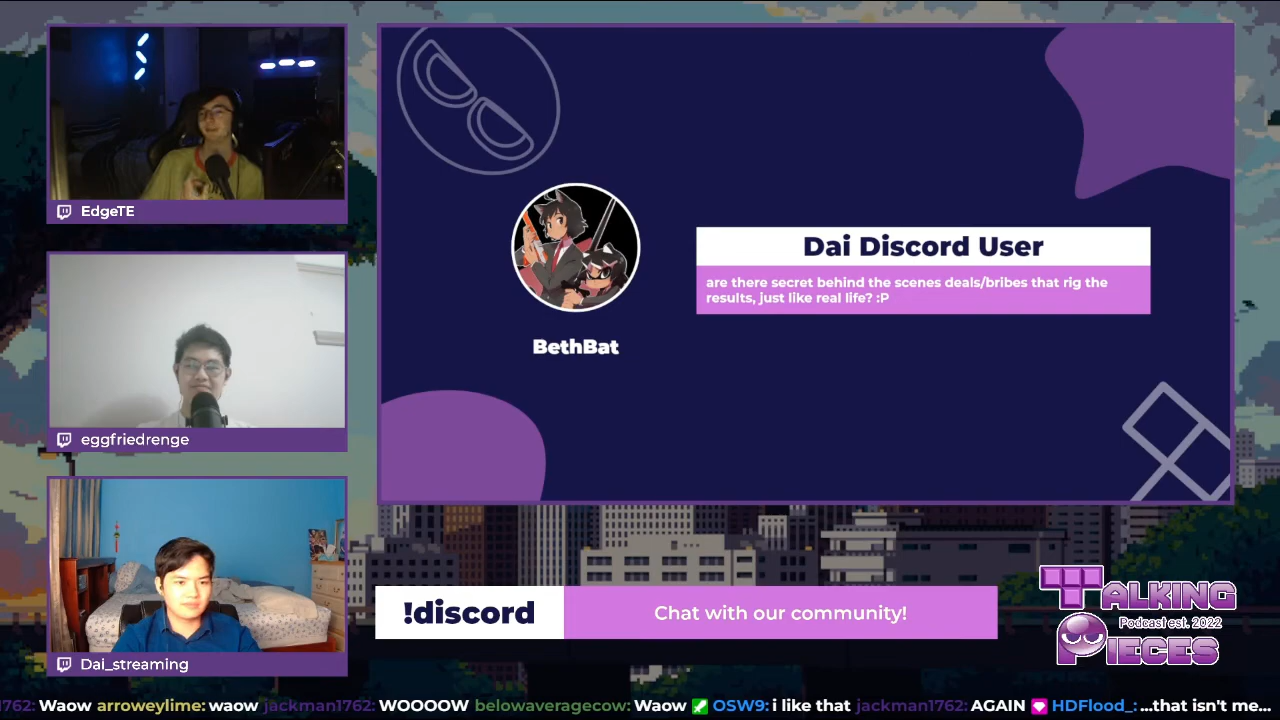 EdgeTE
eggfriedrenge
Dai_streaming
BethBat
Dai Discord User
are there secret behind the scenes deals/bribes that rig the
results, just like real life? :P
!discord
Chat with our community!
TALKING
Podcast est. 2022
PIECES
1762: Waow arroweylime: waow jackman1762: WOOOOW belowaveragecow: Waow OSW9: i like that jackman1762: AGAIN HDFlood_: ...that isn't me...